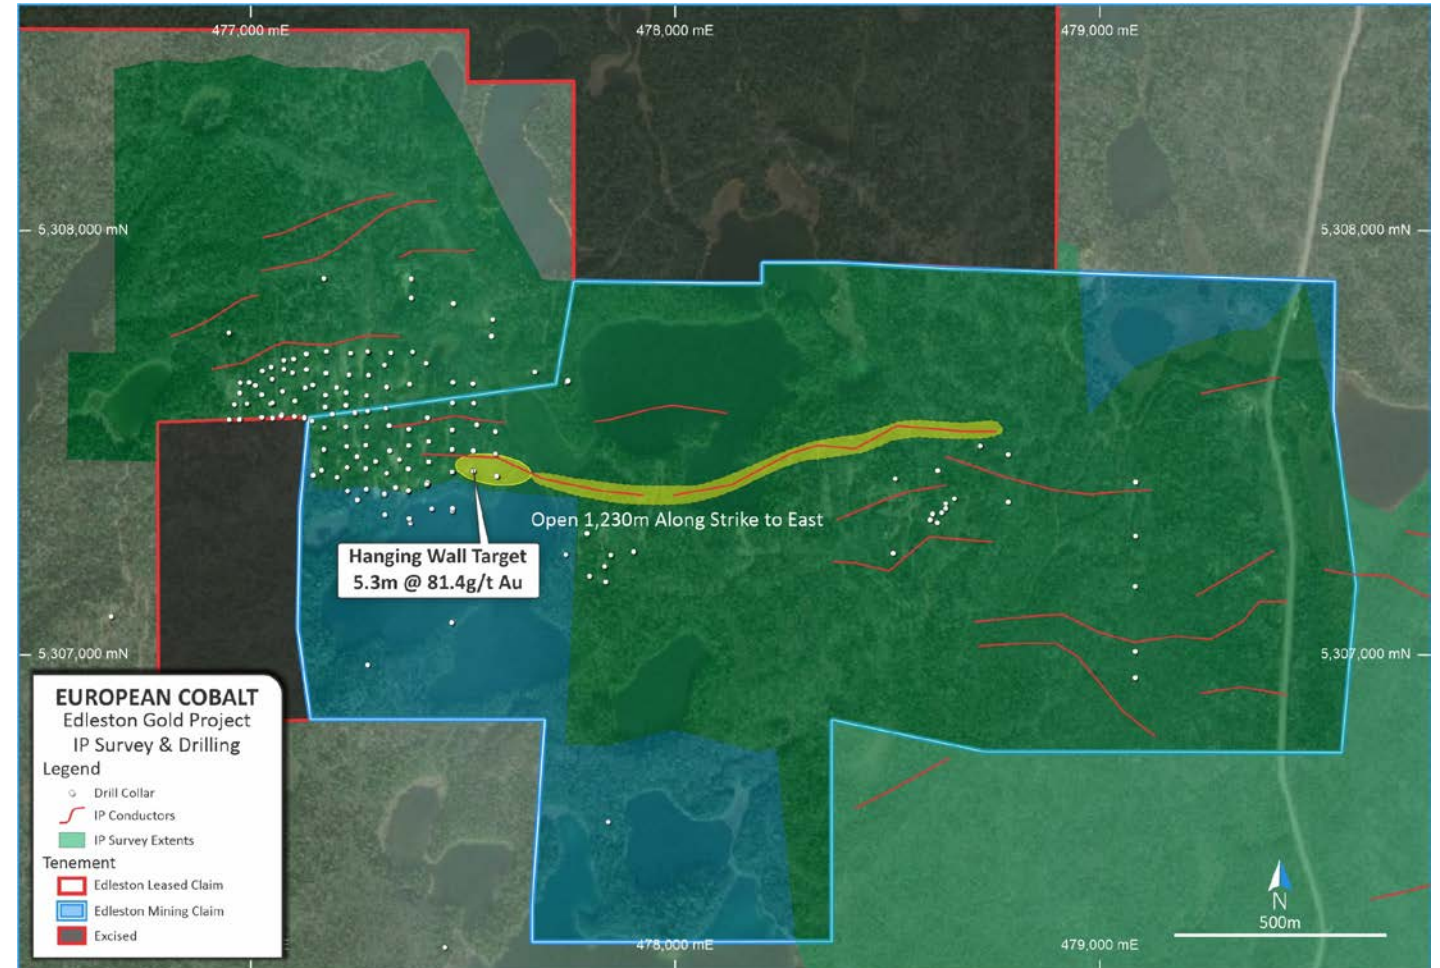 477,000 mE
478,000 mE
479,000 mE
5,308,000 mN
5,308,000 mN
Open 1,230m Along Strike to East
Hanging Wall Target
5.3m @ 81.4g/t Au
5,307,000 mN
5,307,000 mN
EUROPEAN COBALT
Edleston Gold Project
IP Survey & Drilling
Legend
Drill Collar
IP Conductors
IP Survey Extents
Tenement
Edleston Leased Claim
Edleston Mining Claim
Excised
N
500m
478,000 mE
479,000 mE